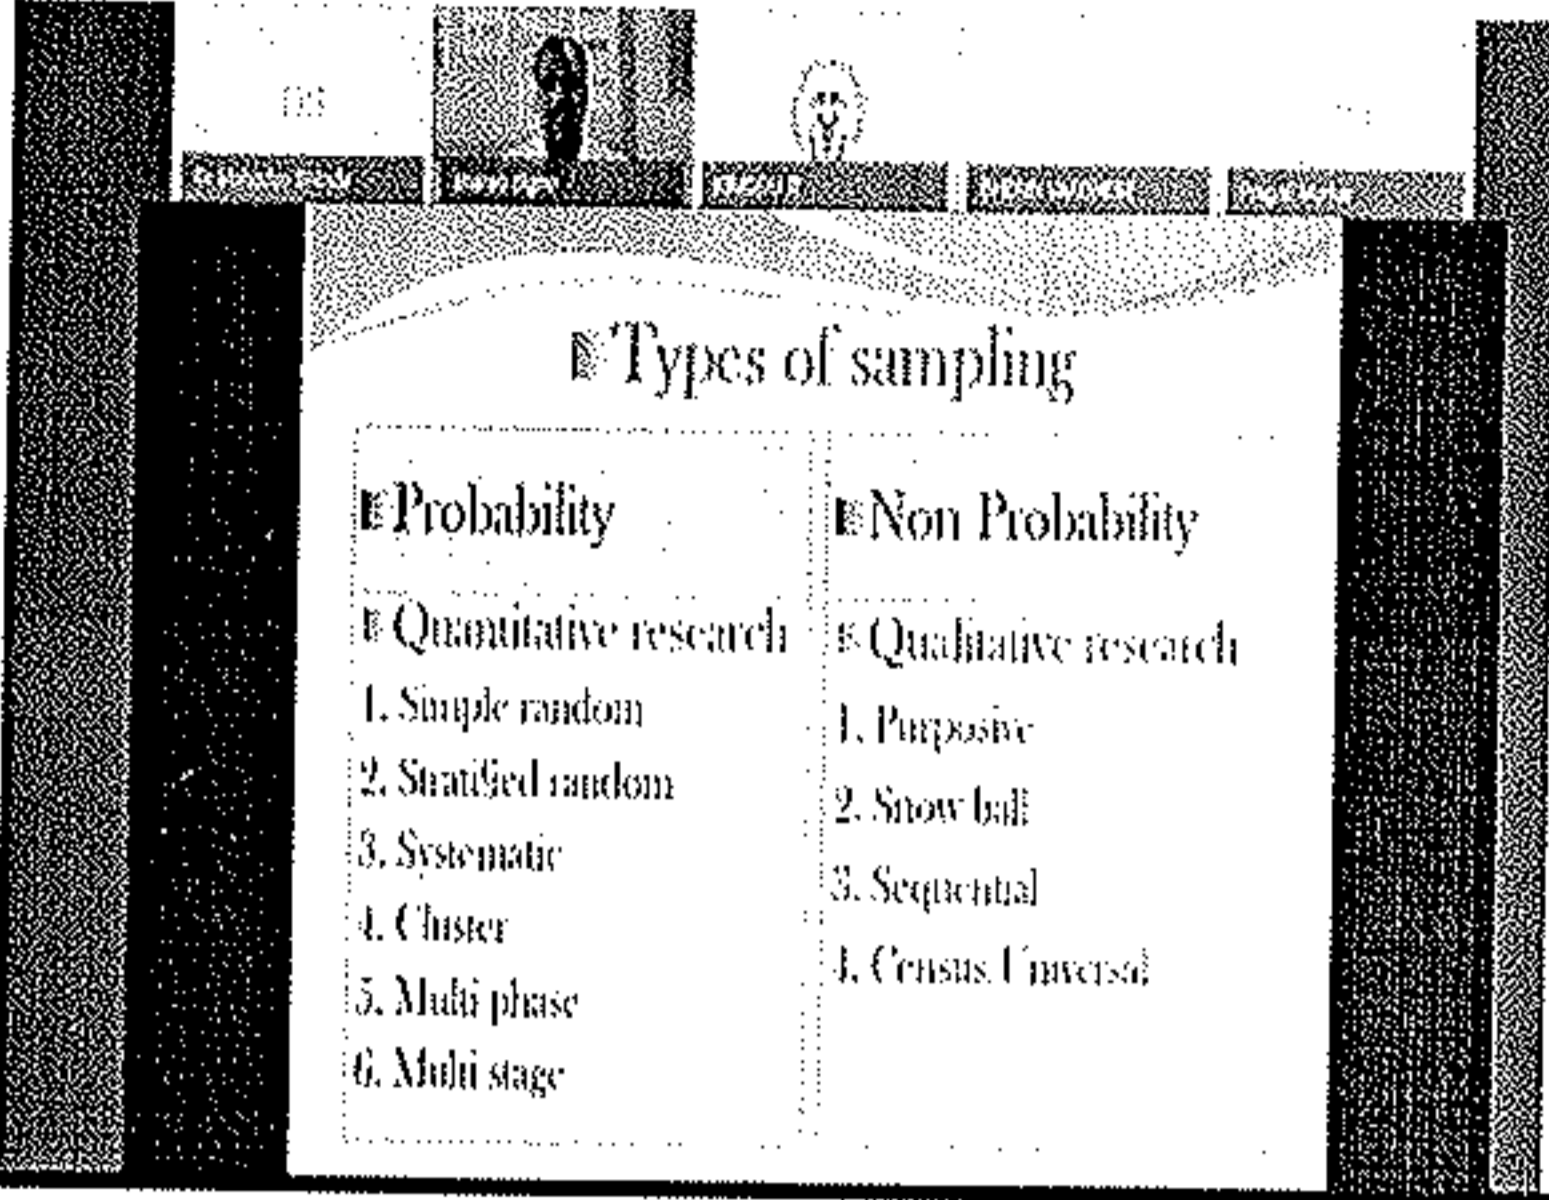 Types of sampling
Probability
Non Probability
Quantitative research
1. Simple random
2. Stratified random
3. Systematic
4. Cluster
5. Multi phase
6. Multi stage
Qualitative research
1. Purposive
2. Snow ball
3. Sequential
4. Census Universal